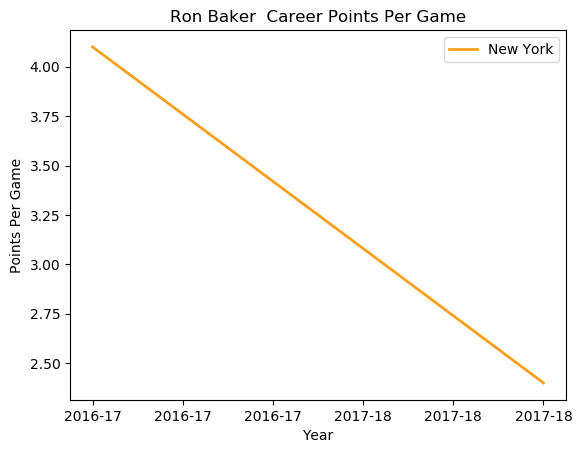 Ron Baker  Career Points Per Game
New York
Points Per Game
4.00
3.75
3.50
3.25
3.00
2.75
2.50
2016-17 2016-17 2016-17 2017-18 2017-18 2017-18
Year